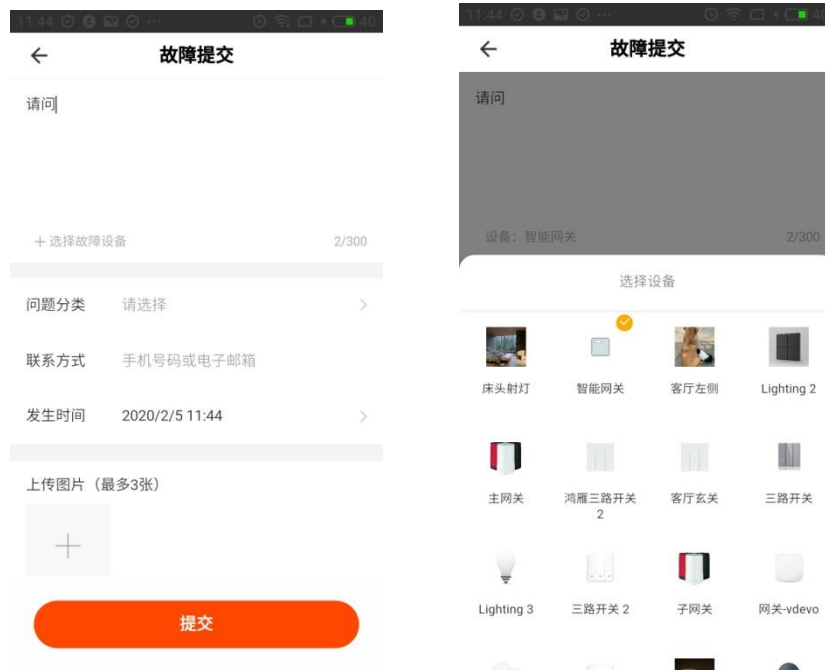 11:44 ... 40
故障提交
请问
+ 选择故障设备 2/300
问题分类 请选择
联系方式 手机号码或电子邮箱
发生时间 2020/2/5 11:44
上传图片（最多3张）
提交
11:44 ... 40
故障提交
请问
设备：智能网关 2/300
选择设备
床头射灯 智能网关 客厅左侧 Lighting 2
主网关 鸿雁三路开关 客厅玄关 三路开关
2
Lighting 3 三路开关 2 子网关 网关-vdevo